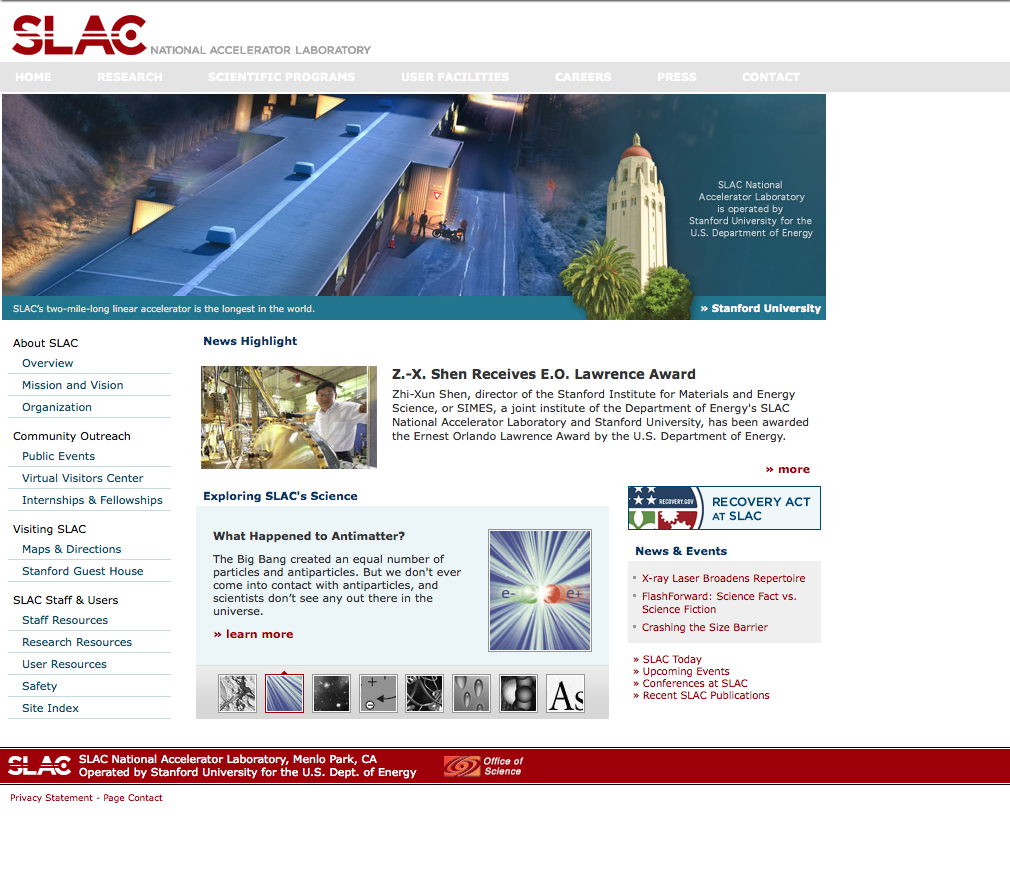 SLAC NATIONAL ACCELERATOR LABORATORY
HOME RESEARCH SCIENTIFIC PROGRAMS USER FACILITIES CAREERS PRESS CONTACT
SLAC National
Accelerator Laboratory
is operated by
Stanford University for the
U.S. Department of Energy
SLAC's two-mile-long linear accelerator is the longest in the world.
» Stanford University
About SLAC
Overview
Mission and Vision
Organization
Community Outreach
Public Events
Virtual Visitors Center
Internships & Fellowships
Visiting SLAC
Maps & Directions
Stanford Guest House
SLAC Staff & Users
Staff Resources
Research Resources
User Resources
Safety
Site Index
News Highlight
Z.-X. Shen Receives E.O. Lawrence Award
Zhi-Xun Shen, director of the Stanford Institute for Materials and Energy
Science, or SIMES, a joint institute of the Department of Energy's SLAC
National Accelerator Laboratory and Stanford University, has been awarded
the Ernest Orlando Lawrence Award by the U.S. Department of Energy.
» more
Exploring SLAC's Science
What Happened to Antimatter?
The Big Bang created an equal number of
particles and antiparticles. But we don't ever
come into contact with antiparticles, and
scientists don’t see any out there in the
universe.
» learn more
e- e+
As
RECOVERY.GOV
RECOVERY ACT
AT SLAC
News & Events
X-ray Laser Broadens Repertoire
FlashForward: Science Fact vs.
Science Fiction
Crashing the Size Barrier
» SLAC Today
» Upcoming Events
» Conferences at SLAC
» Recent SLAC Publications
SLAC
SLAC National Accelerator Laboratory, Menlo Park, CA
Operated by Stanford University for the U.S. Dept. of Energy
Office of
Science
Privacy Statement - Page Contact